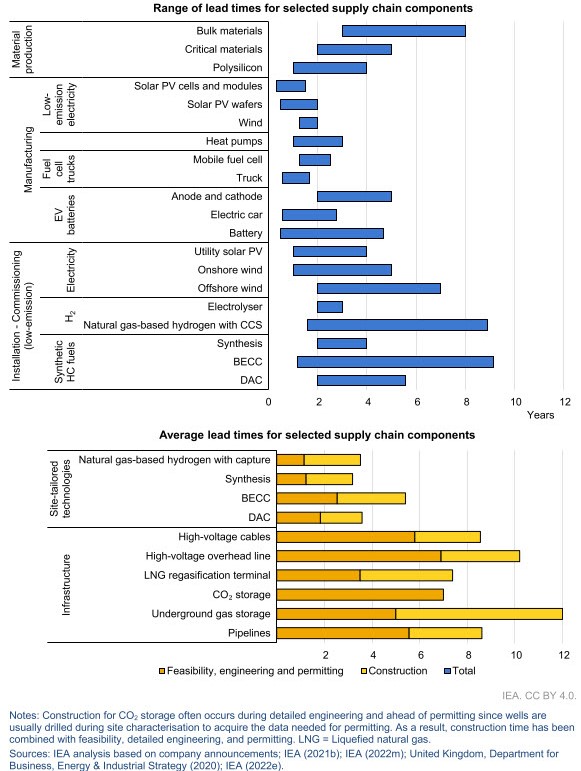 Range of lead times for selected supply chain components
Material
production
Bulk materials
Critical materials
Polysilicon
Manufacturing
Low-
emission
electricity
Solar PV cells and modules
Solar PV wafers
Wind
Heat pumps
Fuel
cell
trucks
Mobile fuel cell
Truck
EV
batteries
Anode and cathode
Electric car
Battery
Installation - Commissioning
(low-emission)
Electricity
Utility solar PV
Onshore wind
Offshore wind
H₂
Electrolyser
Natural gas-based hydrogen with CCS
Synthetic
HC fuels
Synthesis
BECC
DAC
0 2 4 6 8 10 12
Years
Average lead times for selected supply chain components
Site-tailored
technologies
Natural gas-based hydrogen with capture
Synthesis
BECC
DAC
Infrastructure
High-voltage cables
High-voltage overhead line
LNG regasification terminal
CO₂ storage
Underground gas storage
Pipelines
2 4 6 8 10 12
Feasibility, engineering and permitting Construction Total
IEA. CC BY 4.0.
Notes: Construction for CO₂ storage often occurs during detailed engineering and ahead of permitting since wells are
usually drilled during site characterisation to acquire the data needed for permitting. As a result, construction time has been
combined with feasibility, detailed engineering, and permitting. LNG = Liquefied natural gas.
Sources: IEA analysis based on company announcements; IEA (2021b); IEA (2022m); United Kingdom, Department for
Business, Energy & Industrial Strategy (2020); IEA (2022e).